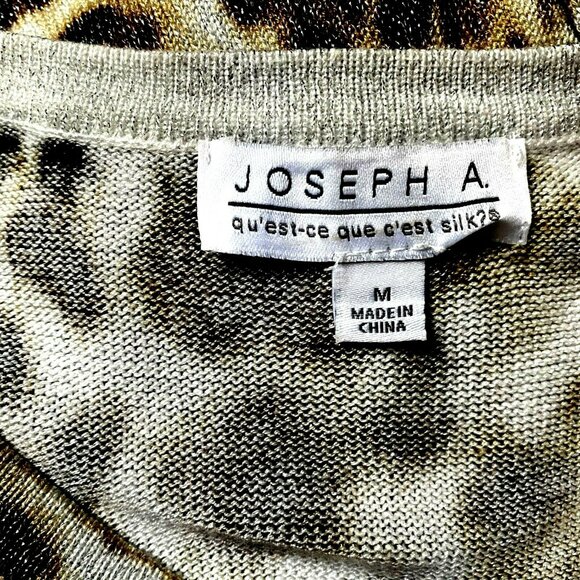 JOSEPH A.
qu'est-ce que c'est silk?®
M
MADE IN
CHINA